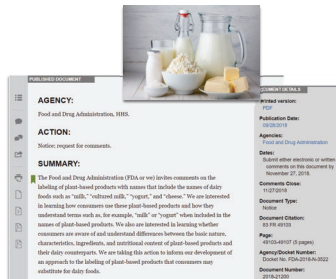 PUBLISHED DOCUMENT
AGENCY:
Food and Drug Administration, HHS.
ACTION:
Notice; request for comments.
SUMMARY:
The Food and Drug Administration (FDA or we) invites comments on the
labeling of plant-based products with names that include the names of dairy
foods such as "milk," "cultured milk," "yogurt," and "cheese." We are interested
in learning how consumers use these plant-based products and how they
understand terms such as, for example, "milk" or "yogurt" when included in the
names of plant-based products. We also are interested in learning whether
consumers are aware of and understand differences between the basic nature,
characteristics, ingredients, and nutritional content of plant-based products and
their dairy counterparts. We are taking this action to inform our development of
an approach to the labeling of plant-based products that consumers may
substitute for dairy foods.
DOCUMENT DETAILS
Printed version:
PDF
Publication Date:
09/28/2018
Agencies:
Food and Drug Administration
Dates:
Submit either electronic or written
comments on this document by
November 27, 2018.
Comments Close:
11/27/2018
Document Type:
Notice
Document Citation:
83 FR 49103
Page:
49103-49107 (5 pages)
Agency/Docket Number:
Docket No. FDA-2018-N-
Document Number:
2018-21200